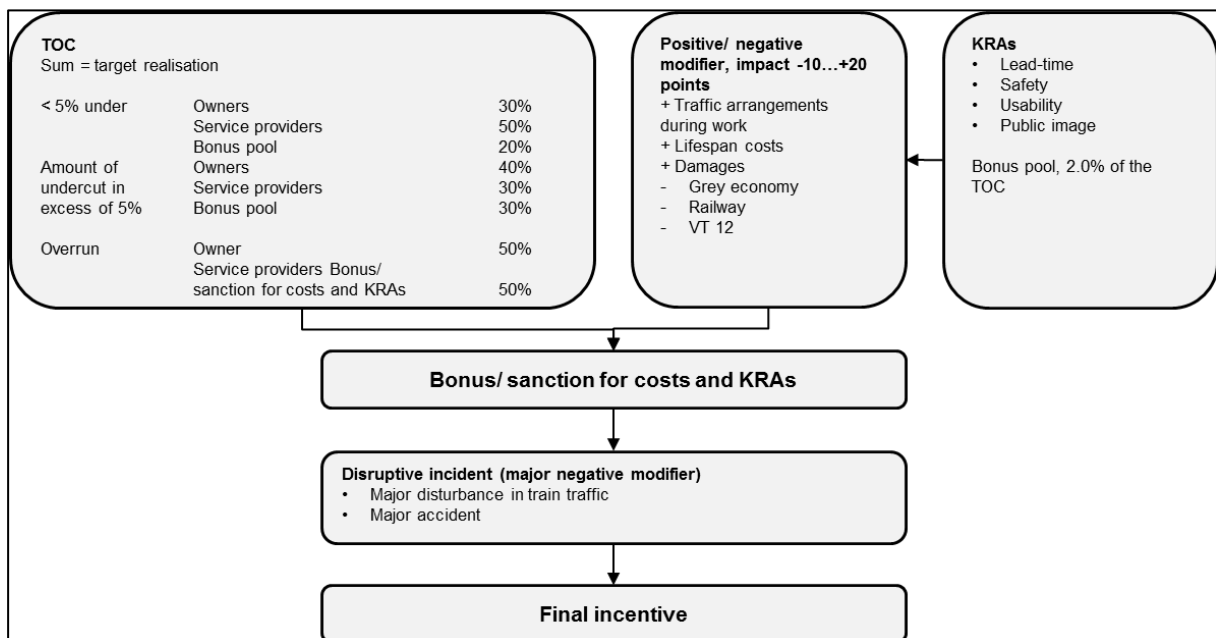 TOC
Sum = target realisation
< 5% under Owners 30%
Service providers 50%
Bonus pool 20%
Amount of Owners 40%
undercut in Service providers 30%
excess of 5% Bonus pool 30%
Overrun Owner 50%
Service providers Bonus/
sanction for costs and KRAs 50%
Positive/ negative
modifier, impact -10…+20
points
+ Traffic arrangements
during work
+ Lifespan costs
+ Damages
- Grey economy
- Railway
- VT 12
KRAs
• Lead-time
• Safety
• Usability
• Public image
Bonus pool, 2.0% of the
TOC
Bonus/ sanction for costs and KRAs
Disruptive incident (major negative modifier)
• Major disturbance in train traffic
• Major accident
Final incentive